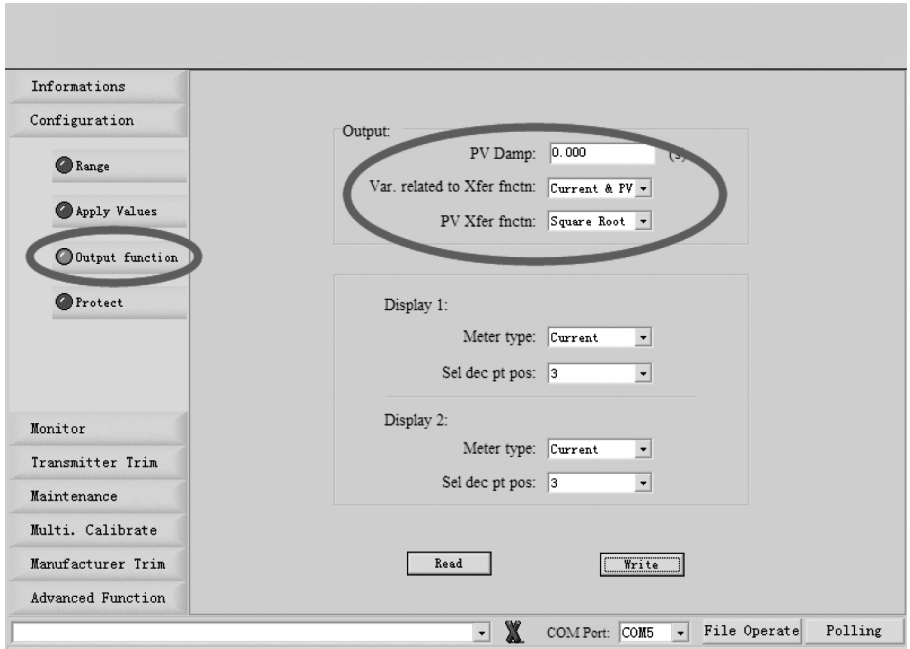 Informations
Configuration
Range
Apply Values
Output function
Protect
Monitor
Transmitter Trim
Maintenance
Multi. Calibrate
Manufacturer Trim
Advanced Function
Output:
PV Damp: 0.000 (s)
Var. related to Xfer fnctn: Current & PV
PV Xfer fnctn: Square Root
Display 1:
Meter type: Current
Sel dec pt pos: 3
Display 2:
Meter type: Current
Sel dec pt pos: 3
Read Write
COM Port: COM5 File Operate Polling